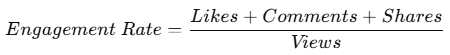 Engagement Rate = (Likes + Comments + Shares) / Views